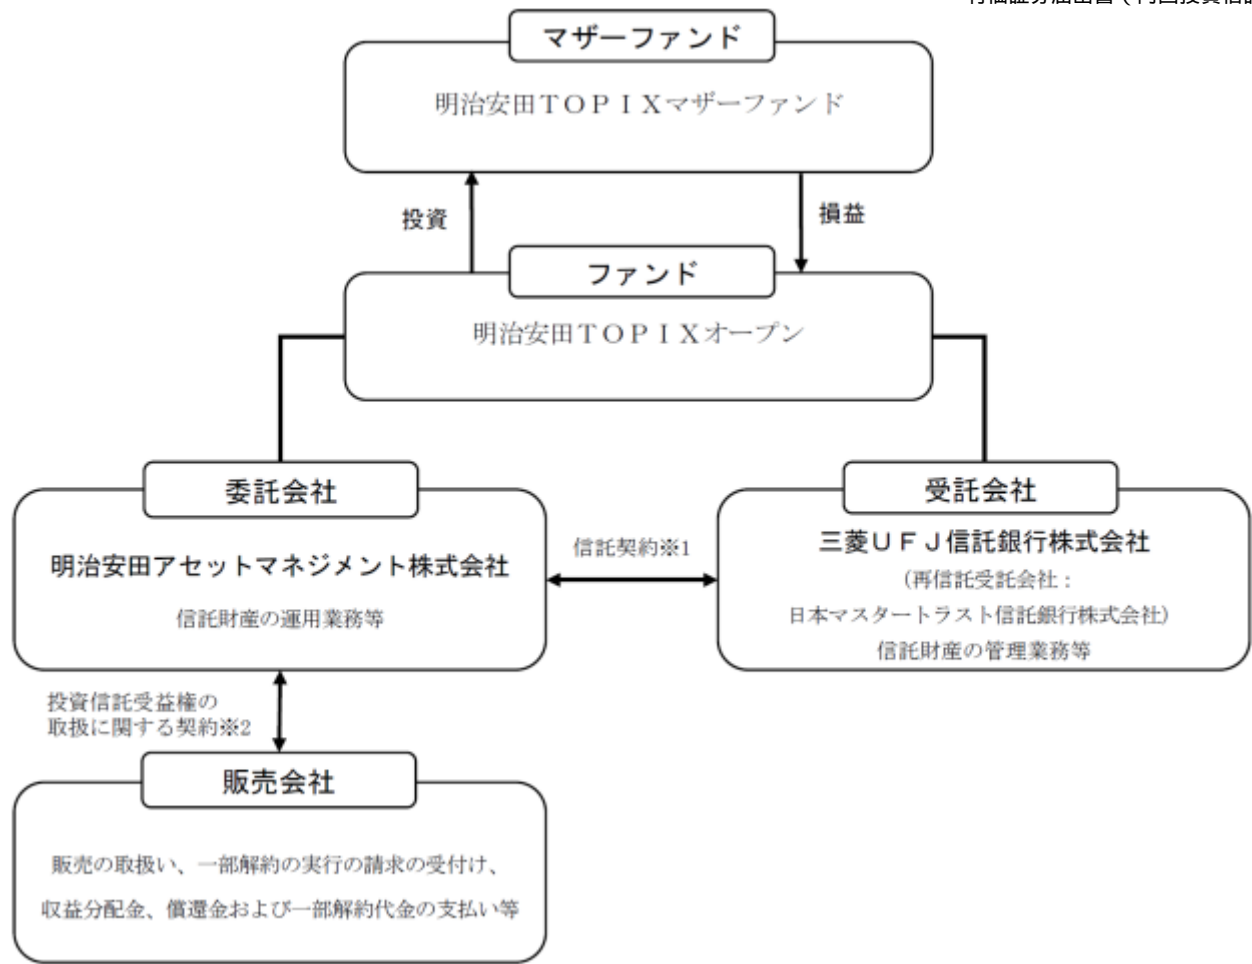 マザーファンド
明治安田ＴＯＰＩＸマザーファンド
投資
損益
ファンド
明治安田ＴＯＰＩＸオープン
委託会社
明治安田アセットマネジメント株式会社
信託財産の運用業務等
信託契約※1
受託会社
三菱ＵＦＪ信託銀行株式会社
（再信託受託会社：
日本マスタートラスト信託銀行株式会社）
信託財産の管理業務等
投資信託受益権の
取扱に関する契約※2
販売会社
販売の取扱い、一部解約の実行の請求の受付け、
収益分配金、償還金および一部解約代金の支払い等